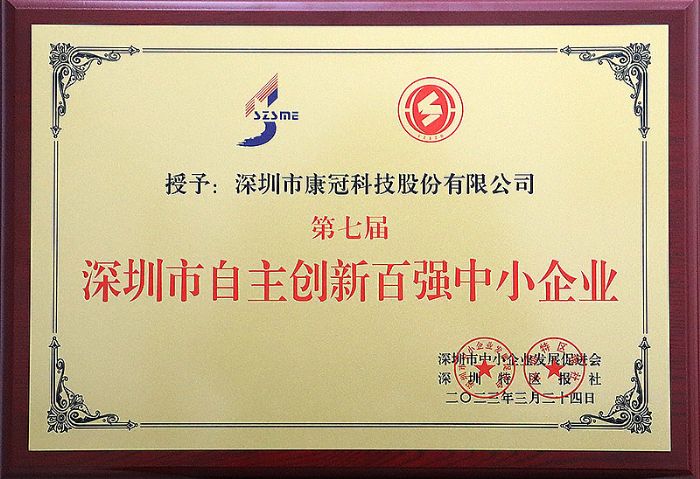 SZSME
授予：深圳市康冠科技股份有限公司
第七届
深圳市自主创新百强中小企业
深圳市中小企业发展促进会
深圳特区报社
二〇二三年三月二十四日